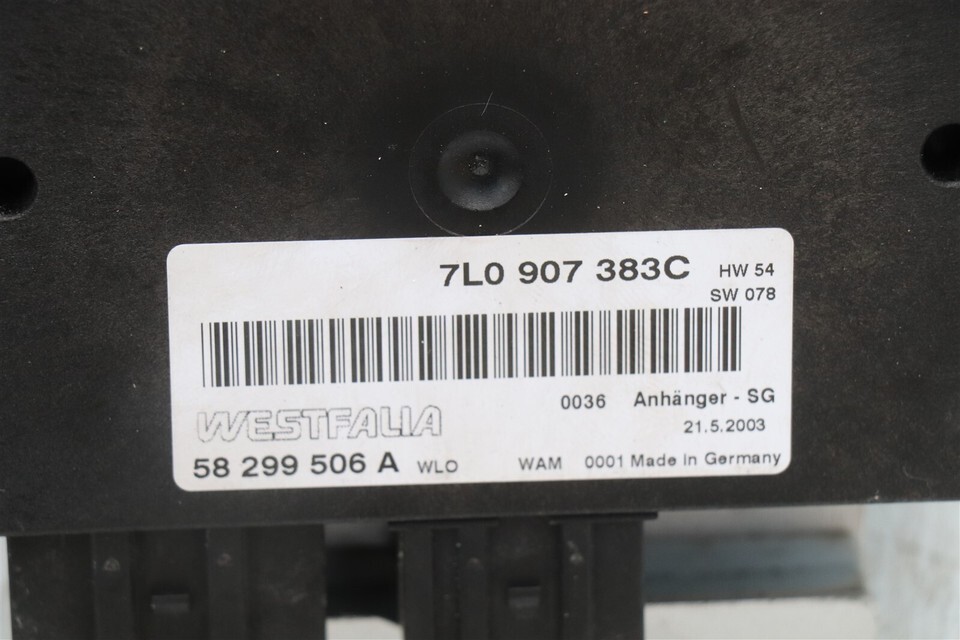 7L0 907 383C HW 54
SW 078
0036 Anhänger - SG
WESTFALIA
21.5.2003
58 299 506 A WLO WAM 0001 Made in Germany